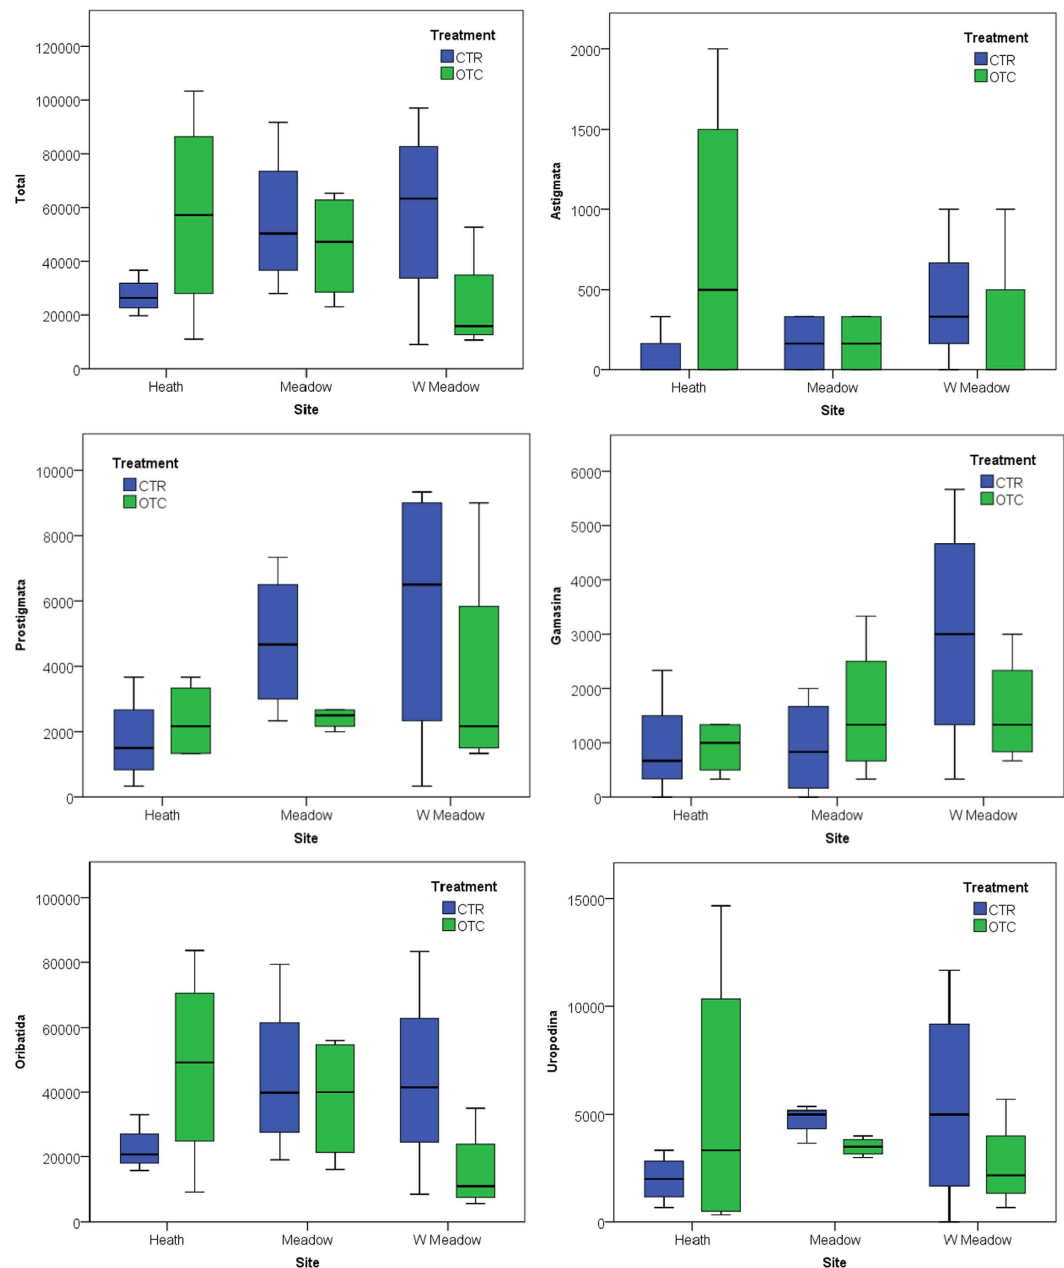 Total
120000
100000
80000
60000
40000
20000
0
Treatment
CTR
OTC
Heath
Meadow
W Meadow
Site
Astigmata
2000
1500
1000
500
0
Treatment
CTR
OTC
Heath
Meadow
W Meadow
Site
Prostigmata
10000
8000
6000
4000
2000
0
Treatment
CTR
OTC
Heath
Meadow
W Meadow
Site
Gamasina
6000
5000
4000
3000
2000
1000
0
Treatment
CTR
OTC
Heath
Meadow
W Meadow
Site
Oribatida
100000
80000
60000
40000
20000
0
Treatment
CTR
OTC
Heath
Meadow
W Meadow
Site
Uropodina
15000
10000
5000
0
Treatment
CTR
OTC
Heath
Meadow
W Meadow
Site